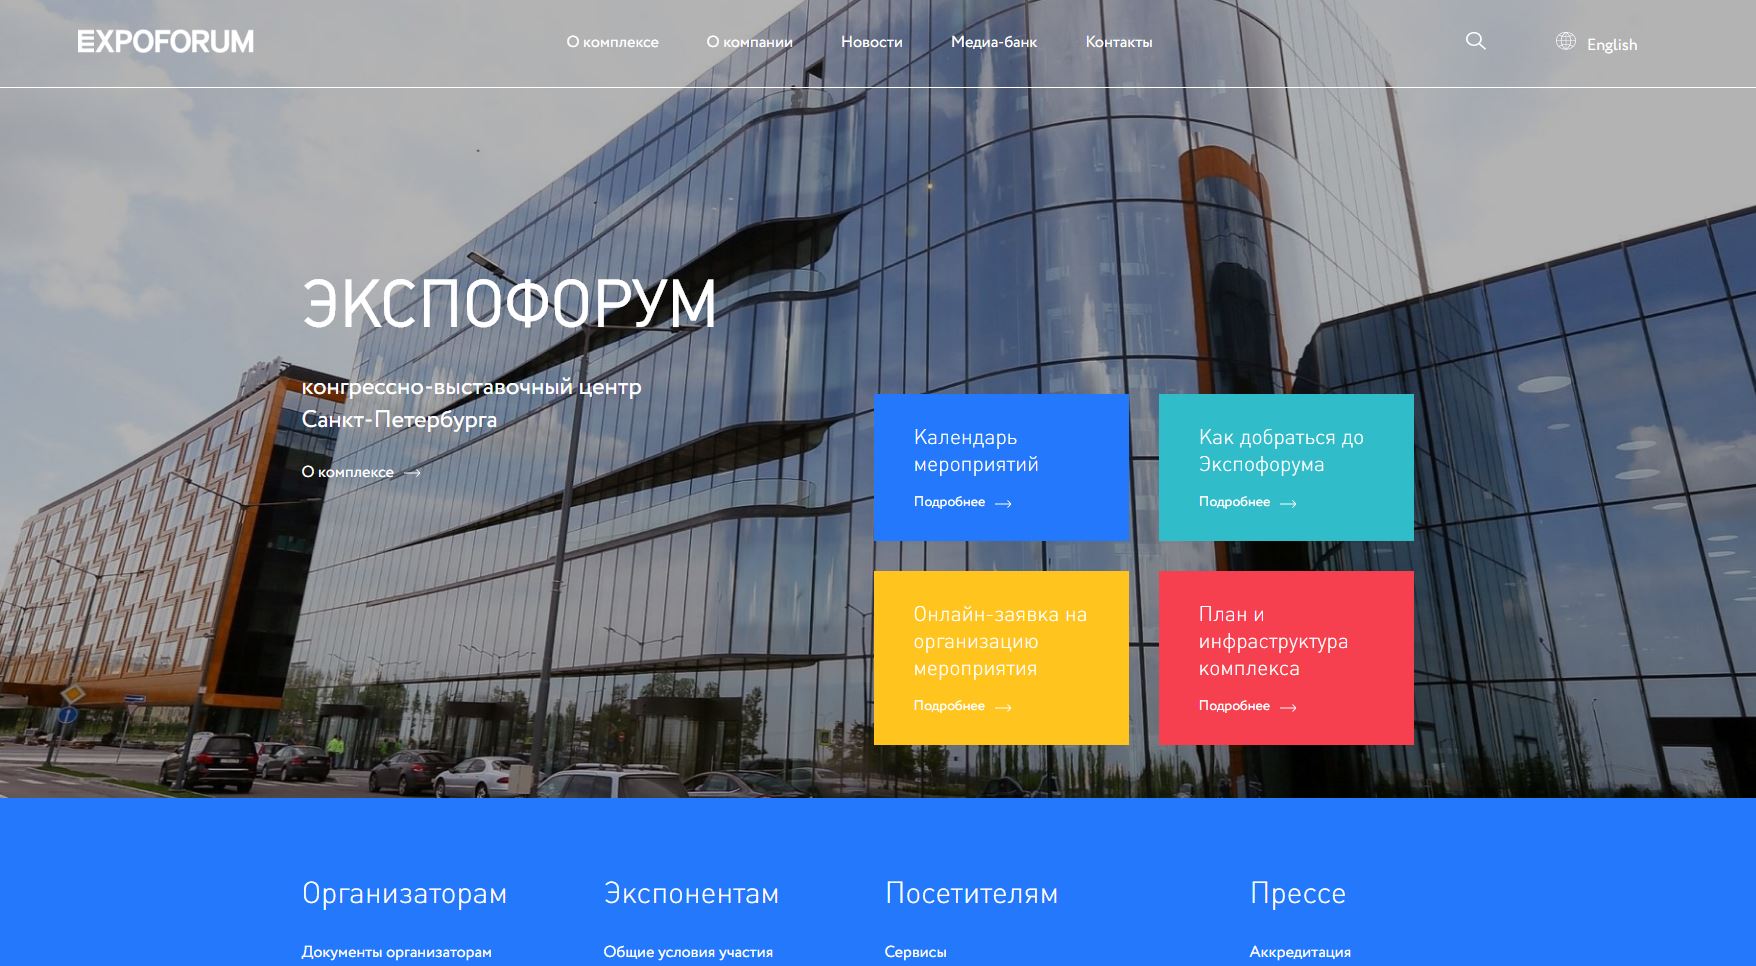 EXPOFORUM
О комплексе
О компании
Новости
Медиа-банк
Контакты
English
ЭКСПОФОРУМ
конгрессно-выставочный центр
Санкт-Петербурга
О комплексе
Календарь
мероприятий
Подробнее
Как добраться до
Экспофорума
Подробнее
Онлайн-заявка на
организацию
мероприятия
Подробнее
План и
инфраструктура
комплекса
Подробнее
Организаторам
Экспонентам
Посетителям
Прессе
Документы организаторам
Общие условия участия
Сервисы
Аккредитация